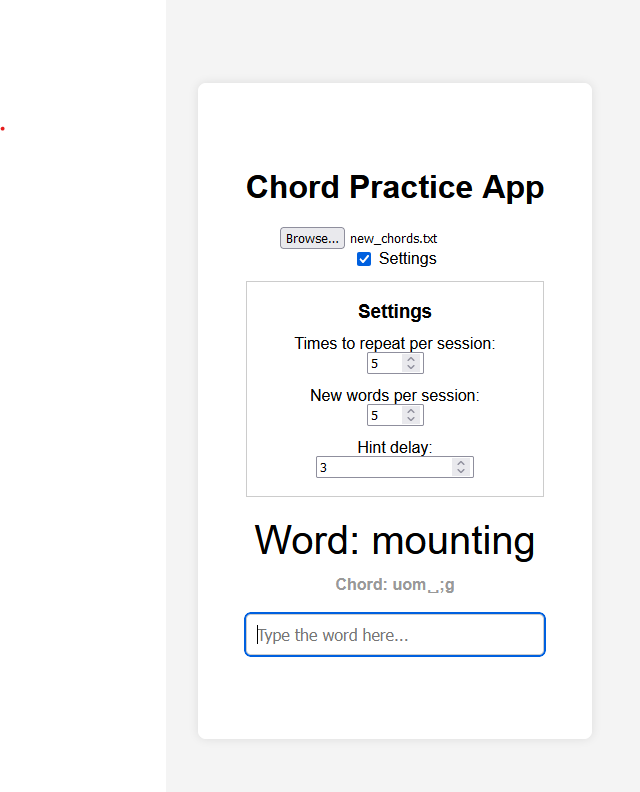 Chord Practice App
Browse... new_chords.txt
Settings
Settings
Times to repeat per session:
5
New words per session:
5
Hint delay:
3
Word: mounting
Chord: uom⎵;g
Type the word here...